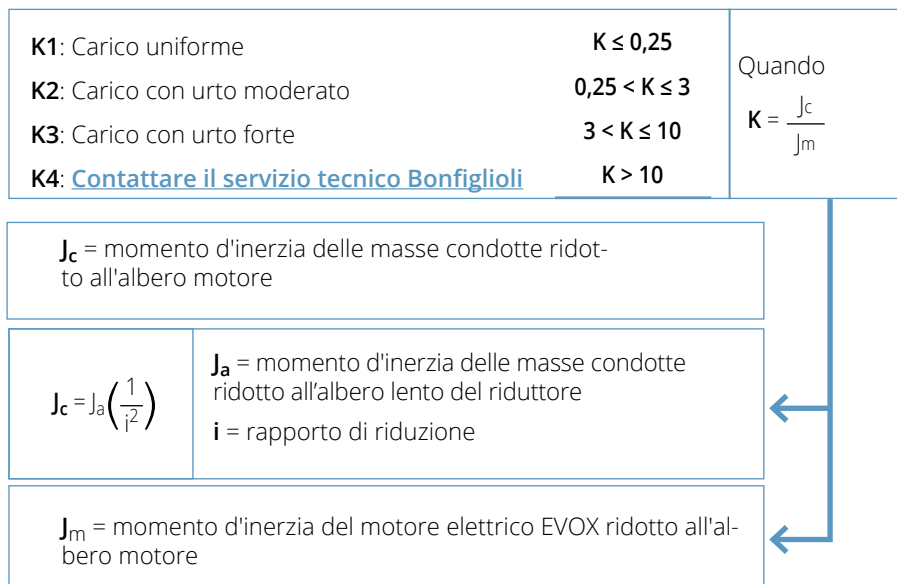 K1: Carico uniforme K ≤ 0,25
K2: Carico con urto moderato 0,25 < K ≤ 3
K3: Carico con urto forte 3 < K ≤ 10
K4: Contattare il servizio tecnico Bonfiglioli K > 10
Quando
K = Jc / Jm
Jc = momento d'inerzia delle masse condotte ridot-
to all'albero motore
Jc = Ja(1/i²)
Ja = momento d'inerzia delle masse condotte
ridotto all’albero lento del riduttore
i = rapporto di riduzione
Jm = momento d'inerzia del motore elettrico EVOX ridotto all'al-
bero motore